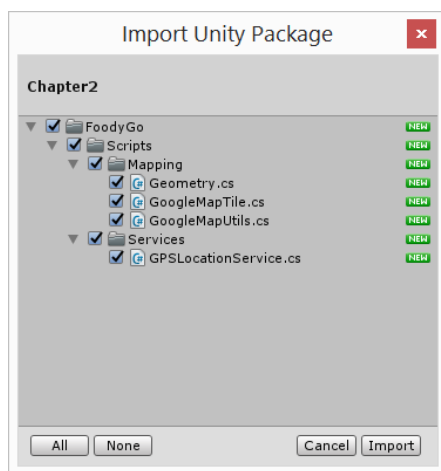 Import Unity Package
x
Chapter2
FoodyGo NEW
Scripts NEW
Mapping NEW
Geometry.cs NEW
GoogleMapTile.cs NEW
GoogleMapUtils.cs NEW
Services NEW
GPSLocationService.cs NEW
All None Cancel Import